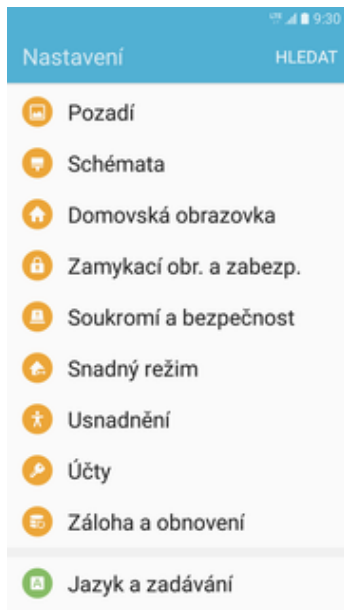 LTE 9:30
Nastavení HLEDAT
Pozadí
Schémata
Domovská obrazovka
Zamykací obr. a zabezp.
Soukromí a bezpečnost
Snadný režim
Usnadnění
Účty
Záloha a obnovení
A Jazyk a zadávání